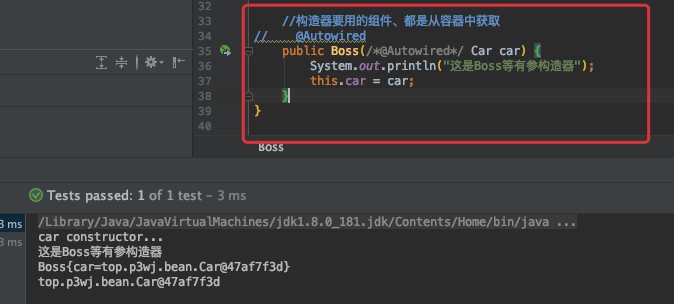 32
33 //构造器要用的组件、都是从容器中获取
34 // @Autowired
35 public Boss(/*@Autowired*/ Car car) {
36 System.out.println("这是Boss等有参构造器");
37 this.car = car;
38 }
39 }
40
Boss
Tests passed: 1 of 1 test – 3 ms
3 ms /Library/Java/JavaVirtualMachines/jdk1.8.0_181.jdk/Contents/Home/bin/java ...
3 ms car constructor...
这是Boss等有参构造器
Boss{car=top.p3wj.bean.Car@47af7f3d}
top.p3wj.bean.Car@47af7f3d